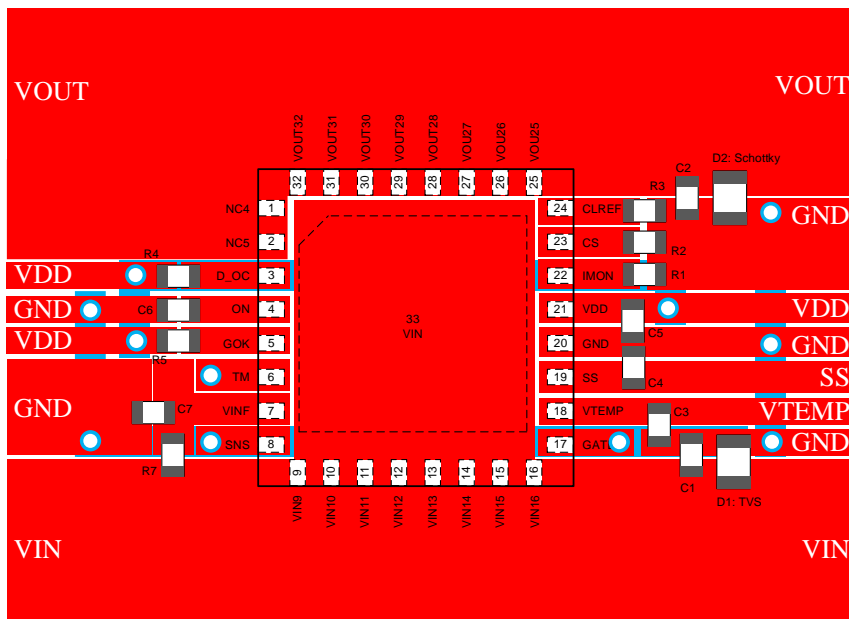 VOUT
VOUT
VOUT32
VOUT31
VOUT30
VOUT29
VOUT28
VOU27
VOU26
VOU25
32
31
30
29
28
27
26
25
C2
D2: Schottky
R3
NC4
1
24
CLREF
GND
NC5
2
23
CS
R2
R4
VDD
D_OC
3
22
IMON
R1
GND
C6
ON
4
21
VDD
VDD
VDD
R5
GOK
5
33
VIN
20
GND
C5
GND
TM
6
19
SS
C4
SS
GND
C7
VINF
7
18
VTEMP
C3
VTEMP
R7
SNS
8
17
GND
C1
D1: TVS
9
10
11
12
13
14
15
16
VIN9
VIN10
VIN11
VIN12
VIN13
VIN14
VIN15
VIN16
VIN
VIN